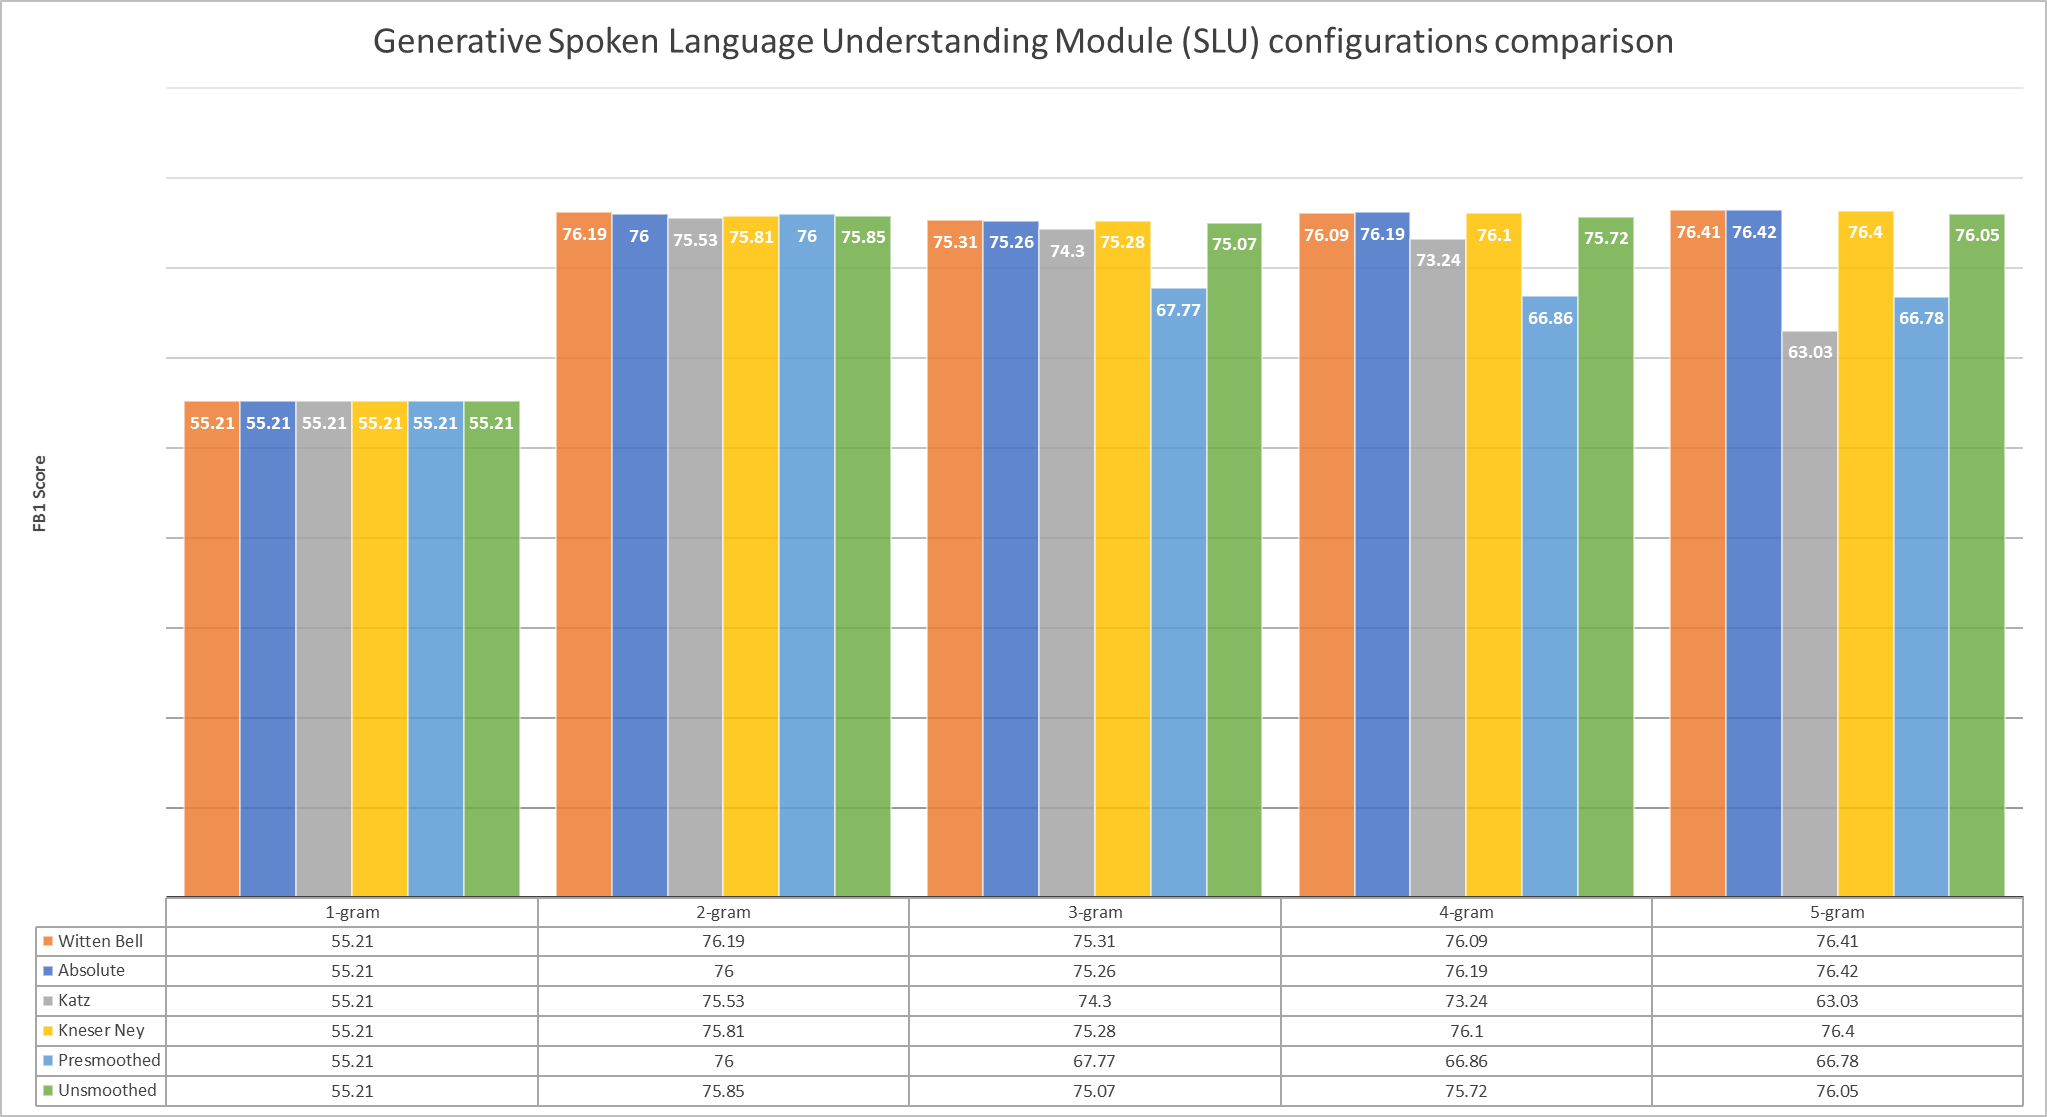 Generative Spoken Language Understanding Module (SLU) configurations comparison
FB1 Score
55.21 55.21 55.21 55.21 55.21 55.21
76.19 76 75.53 75.81 76 75.85
75.31 75.26 74.3 75.28 67.77 75.07
76.09 76.19 73.24 76.1 66.86 75.72
76.41 76.42 63.03 76.4 66.78 76.05
1-gram 2-gram 3-gram 4-gram 5-gram
Witten Bell 55.21 76.19 75.31 76.09 76.41
Absolute 55.21 76 75.26 76.19 76.42
Katz 55.21 75.53 74.3 73.24 63.03
Kneser Ney 55.21 75.81 75.28 76.1 76.4
Presmoothed 55.21 76 67.77 66.86 66.78
Unsmoothed 55.21 75.85 75.07 75.72 76.05